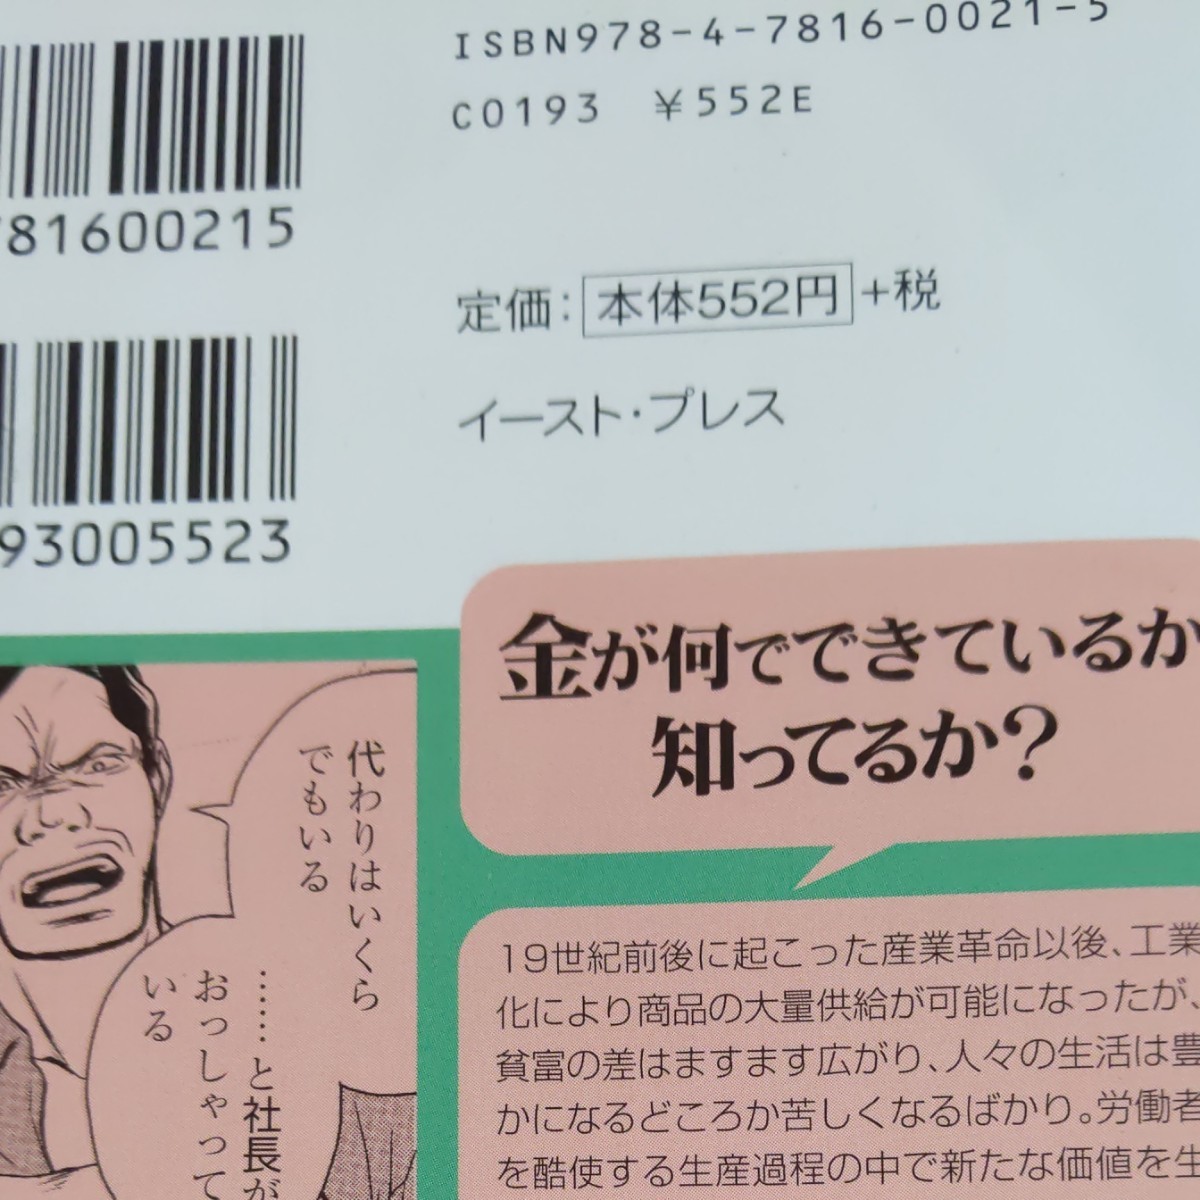 ISBN978-4-7816-0021-5
C0193 ¥552E
781600215
定価：本体552円＋税
イースト・プレス
93005523
金が何でできているか
知ってるか？
代わりはいくら
でもいる
……と社長が
おっしゃって
いる
19世紀前後に起こった産業革命以後、工業
化により商品の大量供給が可能になったが、
貧富の差はますます広がり、人々の生活は豊
かになるどころか苦しくなるばかり。労働者
を酷使する生産過程の中で新たな価値を生